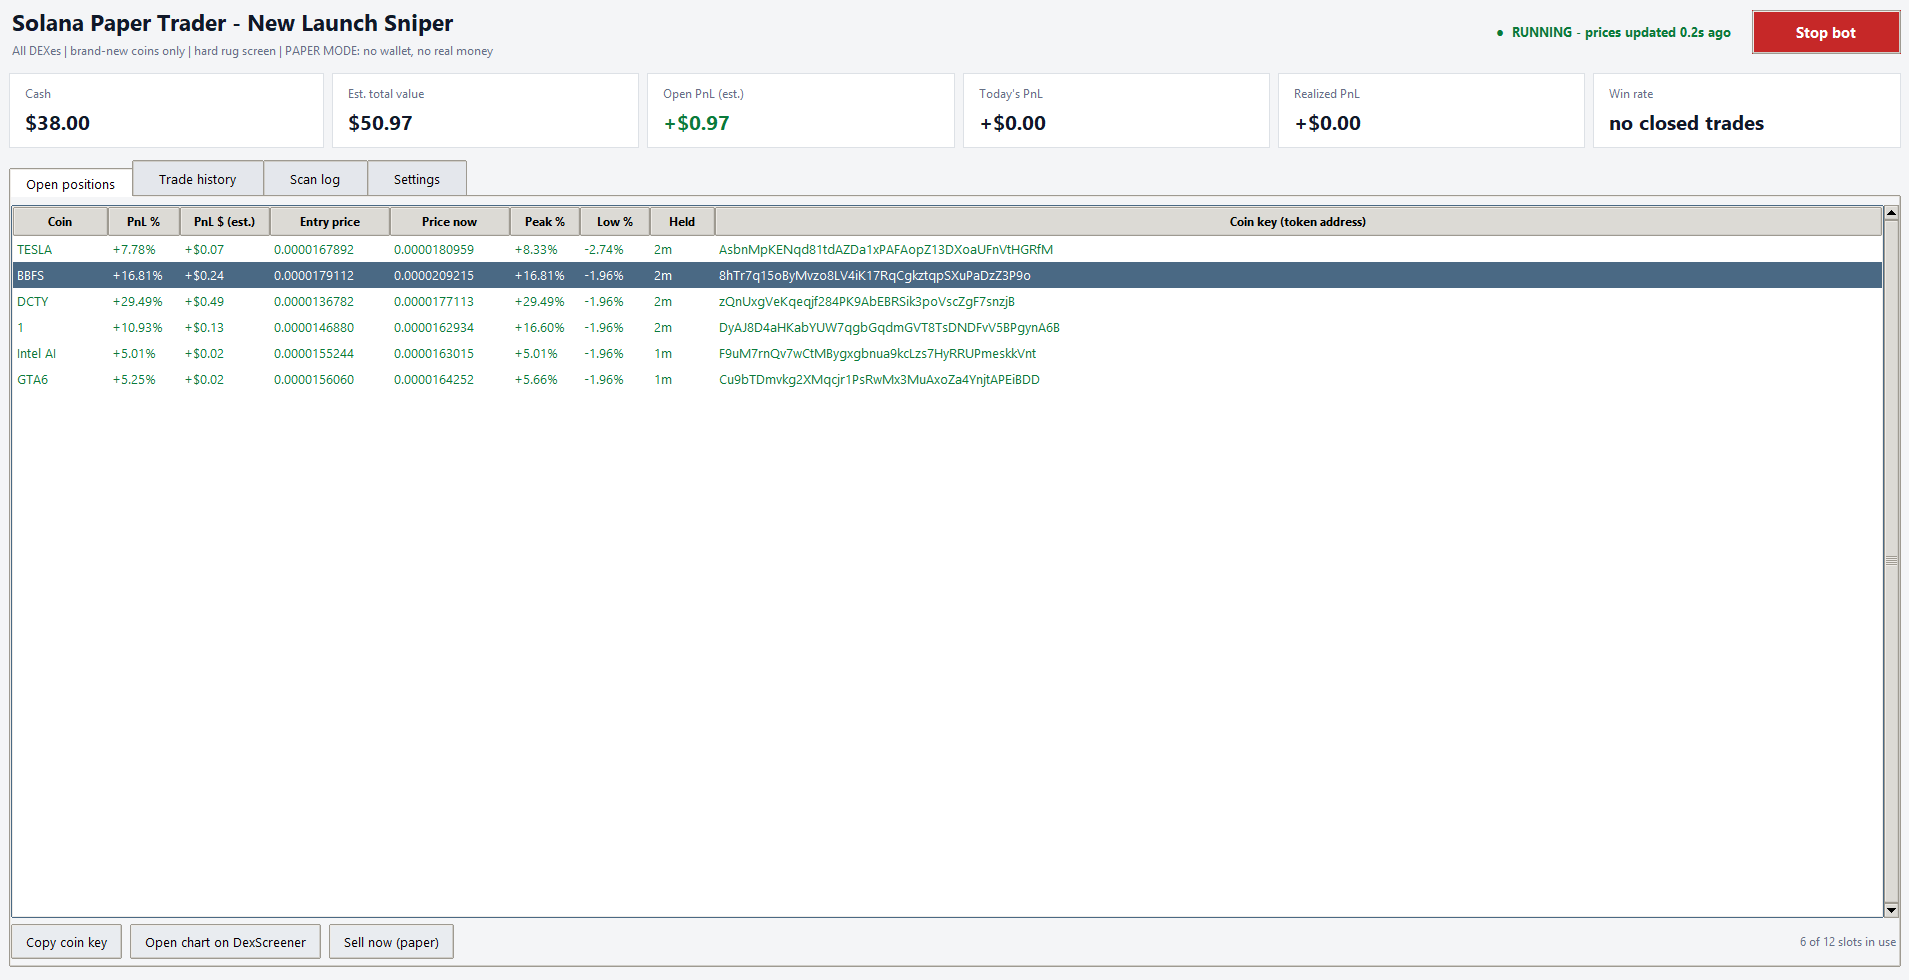 Solana Paper Trader - New Launch Sniper
All DEXes | brand-new coins only | hard rug screen | PAPER MODE: no wallet, no real money
● RUNNING - prices updated 0.2s ago
Stop bot
Cash
$38.00
Est. total value
$50.97
Open PnL (est.)
+$0.97
Today's PnL
+$0.00
Realized PnL
+$0.00
Win rate
no closed trades
Open positions Trade history Scan log Settings
Coin PnL % PnL $ (est.) Entry price Price now Peak % Low % Held Coin key (token address)
TESLA +7.78% +$0.07 0.0000167892 0.0000180959 +8.33% -2.74% 2m AsbnMpKENqd81tdAZDa1xPAFAopZ13DXoaUFnVtHGRfM
BBFS +16.81% +$0.24 0.0000179112 0.0000209215 +16.81% -1.96% 2m 8hTr7q15oByMvzo8LV4iK17RqCgkztqpSXuPaDzZ3P9o
DCTY +29.49% +$0.49 0.0000136782 0.0000177113 +29.49% -1.96% 2m zQnUxgVeKqeqjf284PK9AbEBRSik3poVscZgF7snzjB
1 +10.93% +$0.13 0.0000146880 0.0000162934 +16.60% -1.96% 2m DyAJ8D4aHKabYUW7qgbGqdmGVT8TsDNDFvV5BPgynA6B
Intel AI +5.01% +$0.02 0.0000155244 0.0000163015 +5.01% -1.96% 1m F9uM7rnQv7wCtMBygxgbnua9kcLzs7HyRRUPmeskkVnt
GTA6 +5.25% +$0.02 0.0000156060 0.0000164252 +5.66% -1.96% 1m Cu9bTDmvkg2XMqcjr1PsRwMx3MuAxoZa4YnjtAPEiBDD
Copy coin key Open chart on DexScreener Sell now (paper) 6 of 12 slots in use